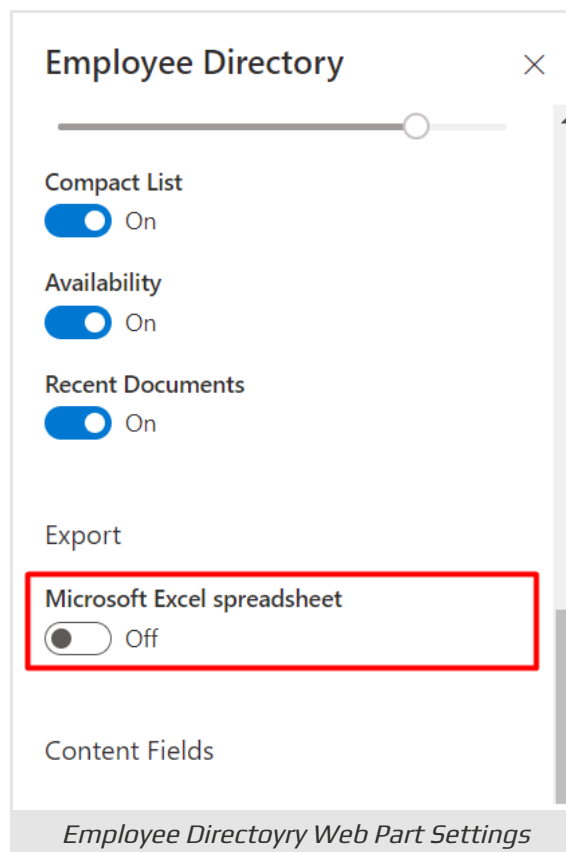 Employee Directory
Compact List
On
Availability
On
Recent Documents
On
Export
Microsoft Excel spreadsheet
Off
Content Fields
Employee Directoyry Web Part Settings